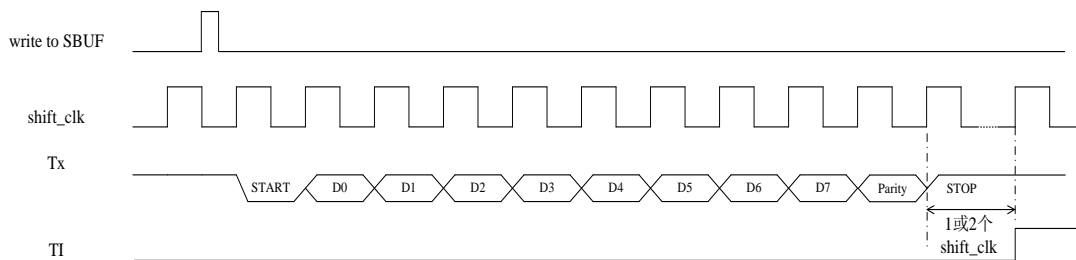 write to SBUF
shift_clk
Tx
START D0 D1 D2 D3 D4 D5 D6 D7 Parity STOP
1或2个
shift_clk
TI